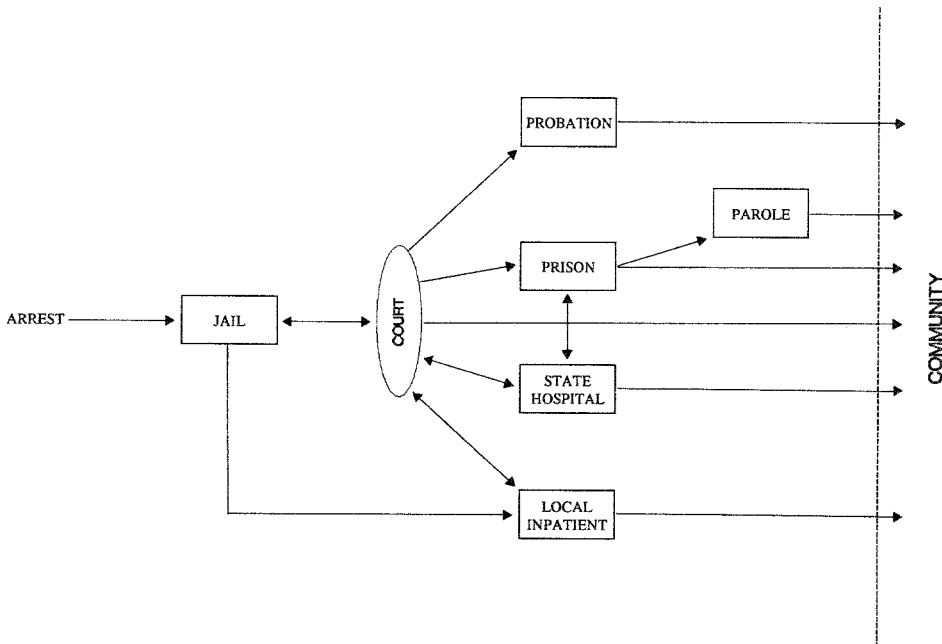 PROBATION
PAROLE
PRISON
ARREST
JAIL
COURT
STATE
HOSPITAL
LOCAL
INPATIENT
COMMUNITY